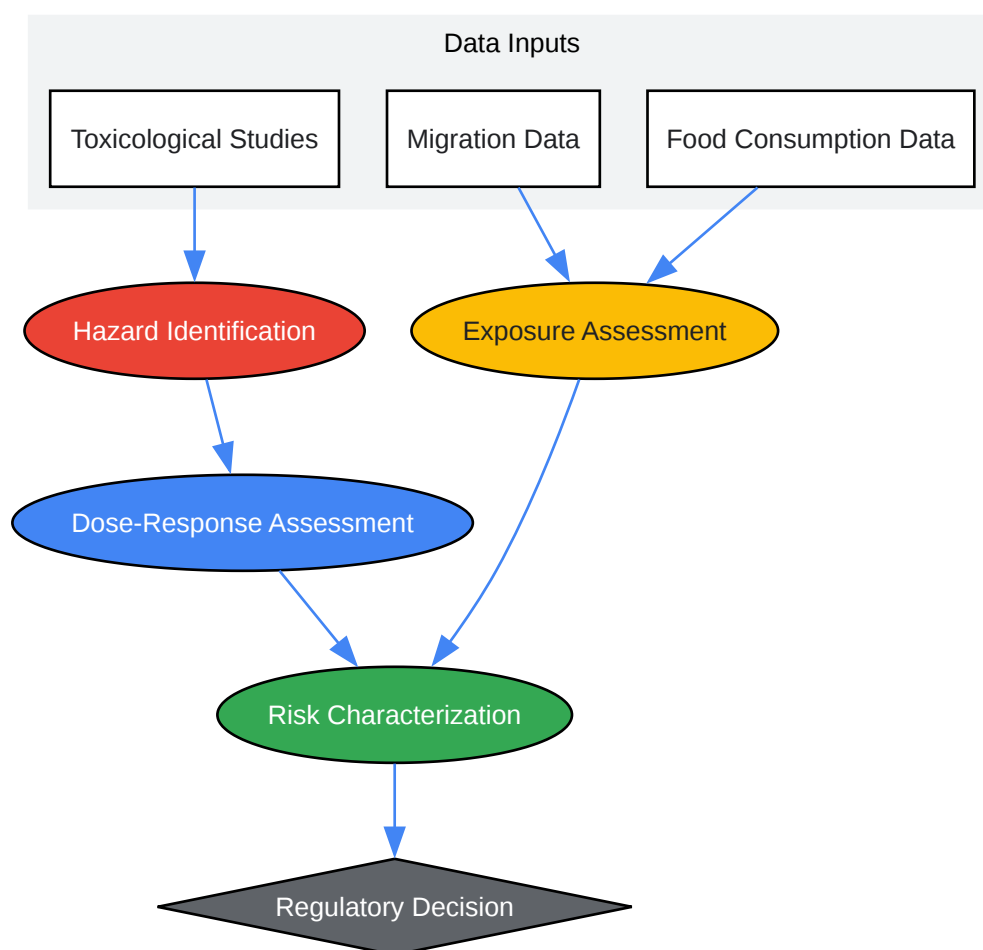 Data Inputs
Toxicological Studies
Migration Data
Food Consumption Data
Hazard Identification
Exposure Assessment
Dose-Response Assessment
Risk Characterization
Regulatory Decision